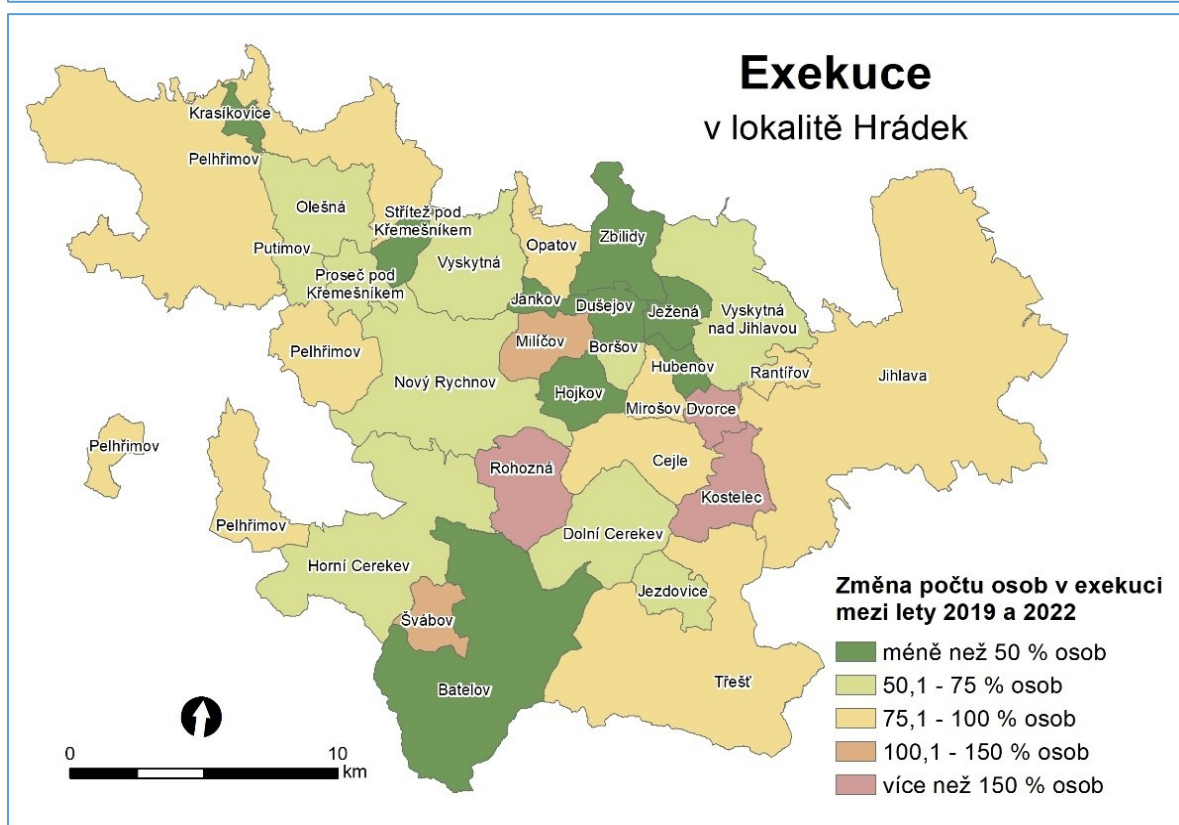 Exekuce
v lokalitě Hrádek
Krasíkovice
Pelhřimov
Olešná
Střítež pod
Křemešníkem
Putimov
Proseč pod
Křemešníkem
Vyskytná
Opatov
Zbilidy
Jankov
Dušejov
Ježená
Vyskytná
nad Jihlavou
Pelhřimov
Milíčov
Boršov
Hubenov
Rantířov
Jihlava
Nový Rychnov
Hojkov
Mirošov
Dvorce
Pelhřimov
Rohozná
Cejle
Kostelec
Pelhřimov
Dolní Cerekev
Horní Cerekev
Jezdovice
Švábov
Batelov
Třešť
Změna počtu osob v exekuci
mezi lety 2019 a 2022
méně než 50 % osob
50,1 - 75 % osob
75,1 - 100 % osob
100,1 - 150 % osob
více než 150 % osob
0 10
km